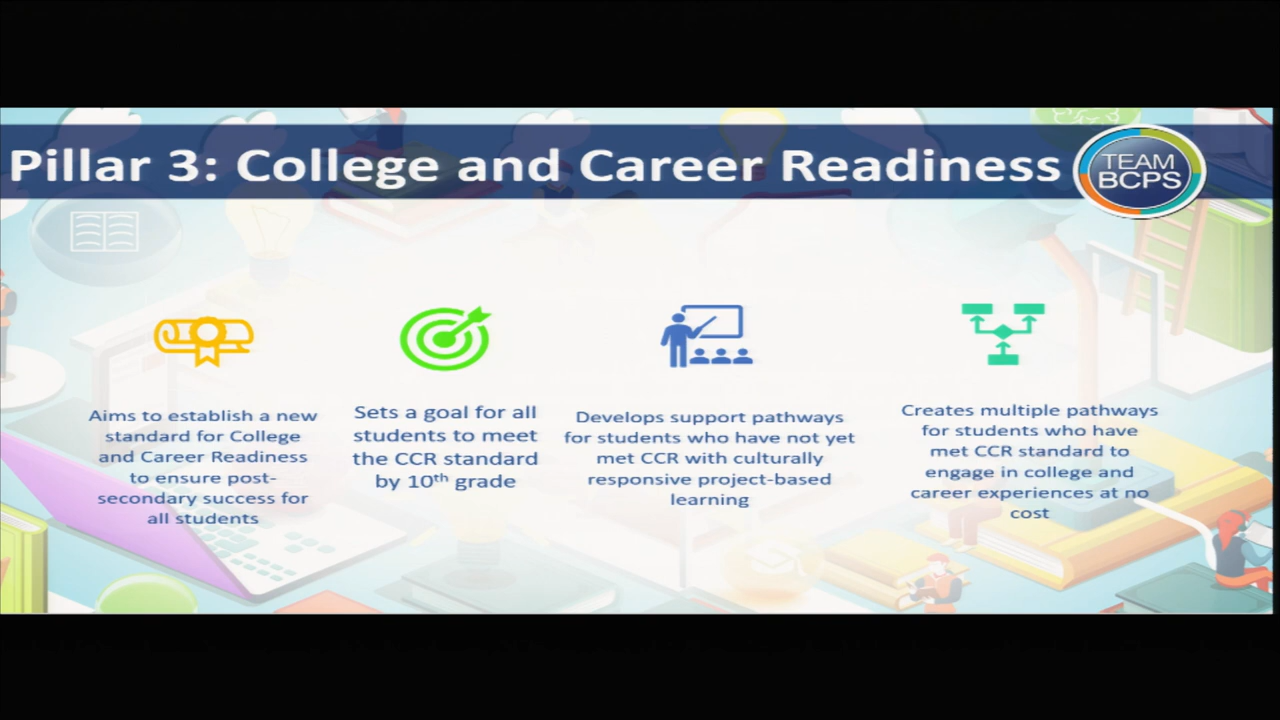 Pillar 3: College and Career Readiness
TEAM
BCPS
Aims to establish a new
standard for College
and Career Readiness
to ensure post-
secondary success for
all students
Sets a goal for all
students to meet
the CCR standard
by 10th grade
Develops support pathways
for students who have not yet
met CCR with culturally
responsive project-based
learning
Creates multiple pathways
for students who have
met CCR standard to
engage in college and
career experiences at no
cost